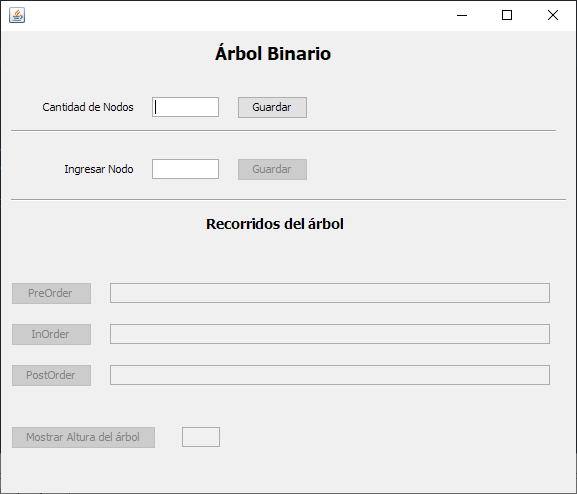 Árbol Binario
Cantidad de Nodos Guardar
Ingresar Nodo Guardar
Recorridos del árbol
PreOrder
InOrder
PostOrder
Mostrar Altura del árbol